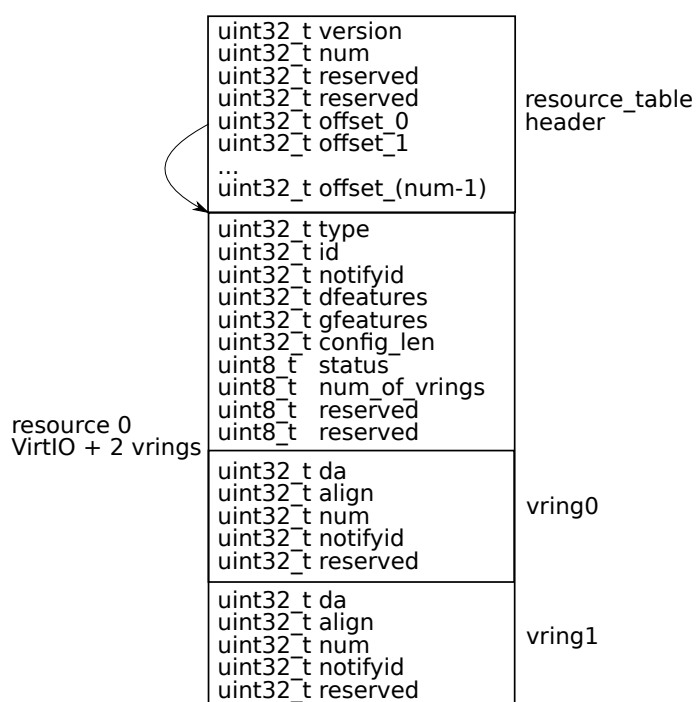 uint32_t version
uint32_t num
uint32_t reserved
uint32_t reserved
uint32_t offset_0
uint32_t offset_1
...
uint32_t offset_(num-1)
resource_table
header
uint32_t type
uint32_t id
uint32_t notifyid
uint32_t dfeatures
uint32_t gfeatures
uint32_t config_len
uint8_t status
uint8_t num_of_vrings
uint8_t reserved
uint8_t reserved
resource 0
VirtIO + 2 vrings
uint32_t da
uint32_t align
uint32_t num
uint32_t notifyid
uint32_t reserved
vring0
uint32_t da
uint32_t align
uint32_t num
uint32_t notifyid
uint32_t reserved
vring1